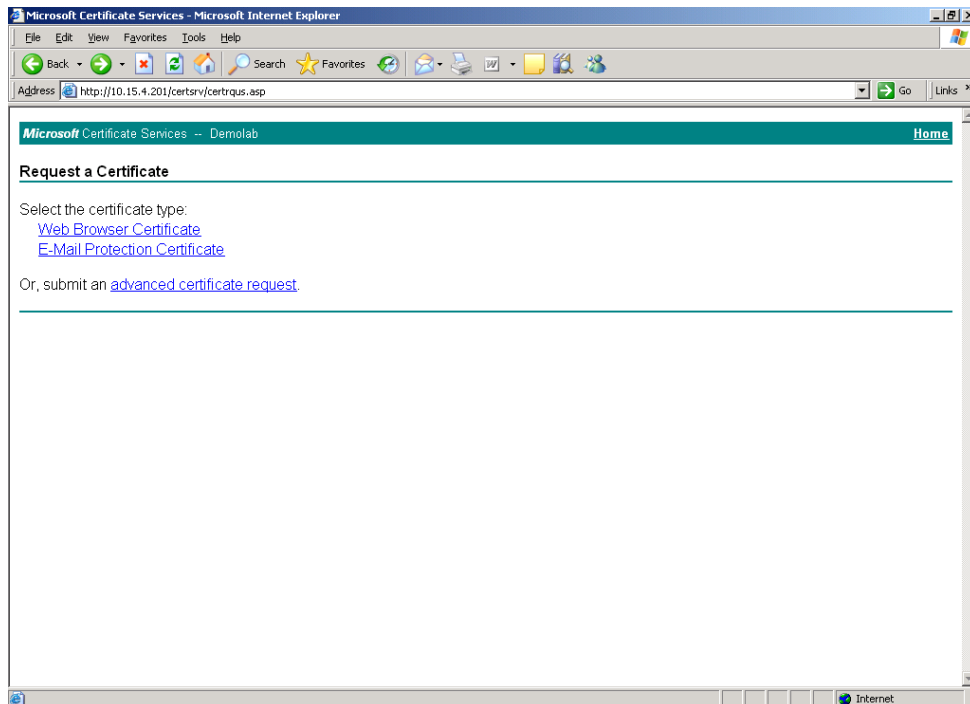 Microsoft Certificate Services - Microsoft Internet Explorer
File Edit View Favorites Tools Help
Back Search Favorites
Address http://10.15.4.201/certsrv/certrqus.asp Go Links »
Microsoft Certificate Services -- Demolab Home
Request a Certificate
Select the certificate type:
Web Browser Certificate
E-Mail Protection Certificate
Or, submit an advanced certificate request.
Internet